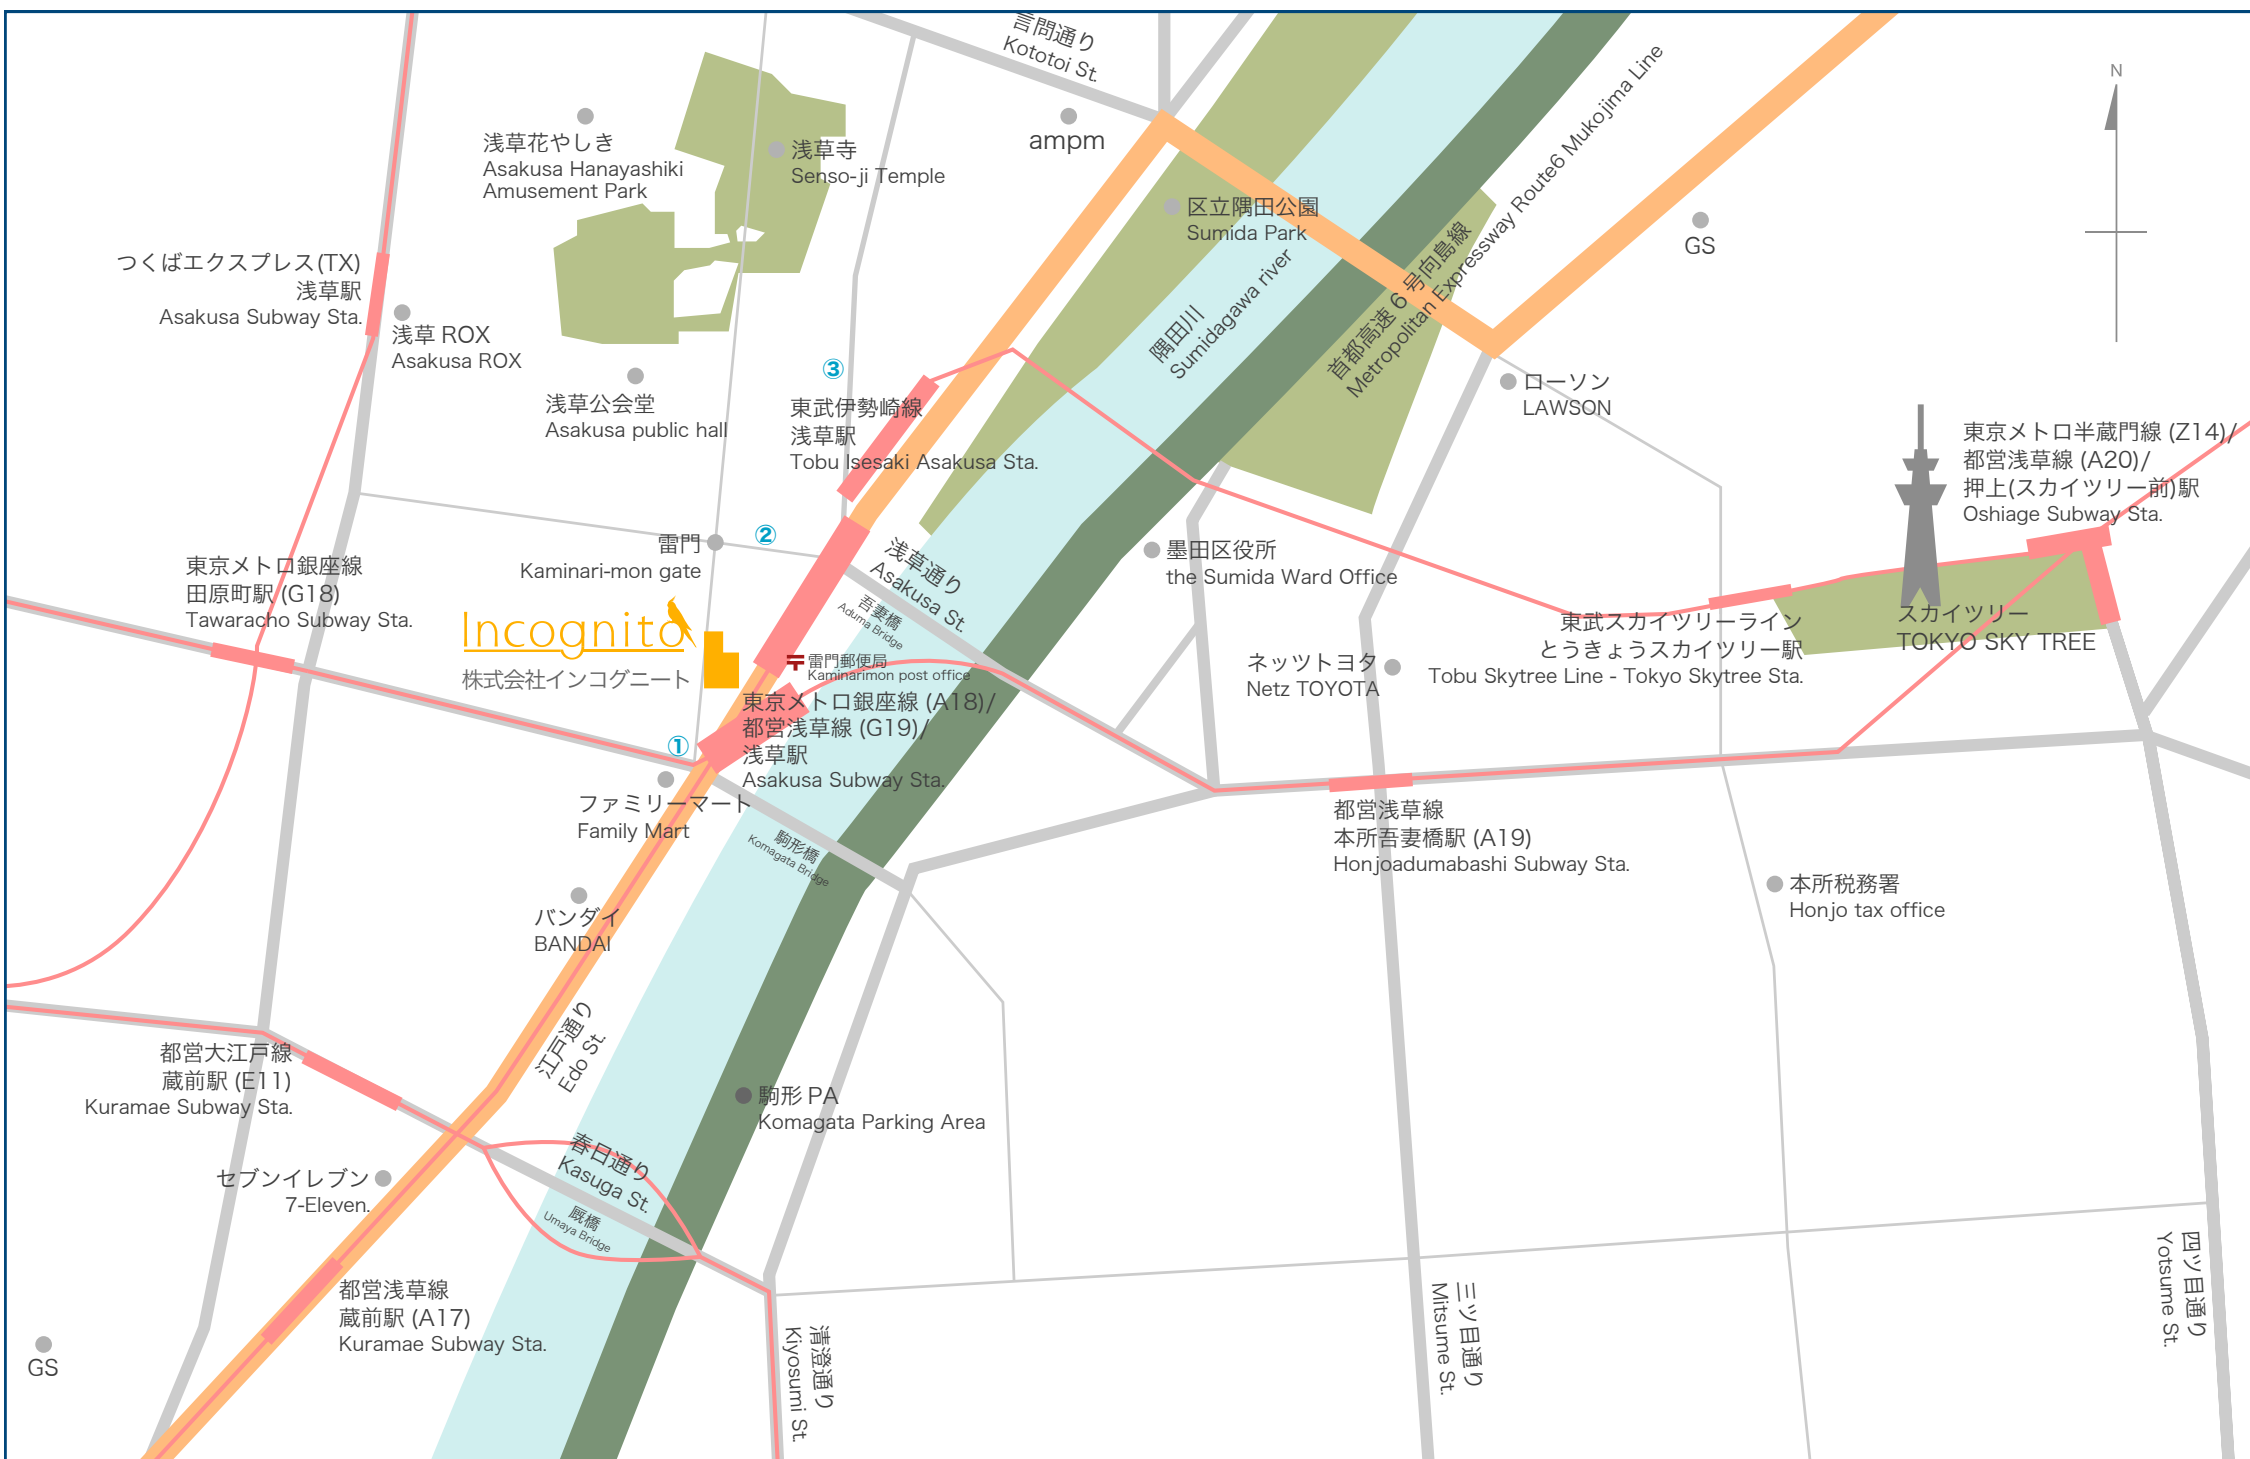 言問通り
Kototoi St.
N
浅草花やしき
Asakusa Hanayashiki
Amusement Park
浅草寺
Senso-ji Temple
ampm
区立隅田公園
Sumida Park
GS
首都高速6号向島線
Metropolitan Expressway Route6 Mukojima Line
隅田川
Sumidagawa river
つくばエクスプレス(TX)
浅草駅
Asakusa Subway Sta.
浅草ROX
Asakusa ROX
浅草公会堂
Asakusa public hall
③
東武伊勢崎線
浅草駅
Tobu Isesaki Asakusa Sta.
ローソン
LAWSON
東京メトロ半蔵門線(Z14)/
都営浅草線(A20)/
押上(スカイツリー前)駅
Oshiage Subway Sta.
雷門
Kaminari-mon gate
②
浅草通り
Asakusa St.
吾妻橋
Aduma Bridge
墨田区役所
the Sumida Ward Office
東京メトロ銀座線
田原町駅(G18)
Tawaracho Subway Sta.
Incognito
株式会社インコグニート
〒雷門郵便局
Kaminarimon post office
東京メトロ銀座線(A18)/
都営浅草線(G19)/
浅草駅
Asakusa Subway Sta.
ネッツトヨタ
Netz TOYOTA
東武スカイツリーライン
とうきょうスカイツリー駅
Tobu Skytree Line - Tokyo Skytree Sta.
スカイツリー
TOKYO SKY TREE
①
ファミリーマート
Family Mart
駒形橋
Komagata Bridge
都営浅草線
本所吾妻橋駅(A19)
Honjoadumabashi Subway Sta.
バンダイ
BANDAI
本所税務署
Honjo tax office
江戸通り
Edo St.
都営大江戸線
蔵前駅(E11)
Kuramae Subway Sta.
駒形PA
Komagata Parking Area
春日通り
Kasuga St.
セブンイレブン
7-Eleven.
厩橋
Umaya Bridge
都営浅草線
蔵前駅(A17)
Kuramae Subway Sta.
GS
清澄通り
Kiyosumi St.
三ツ目通り
Mitsume St.
四ツ目通り
Yotsume St.